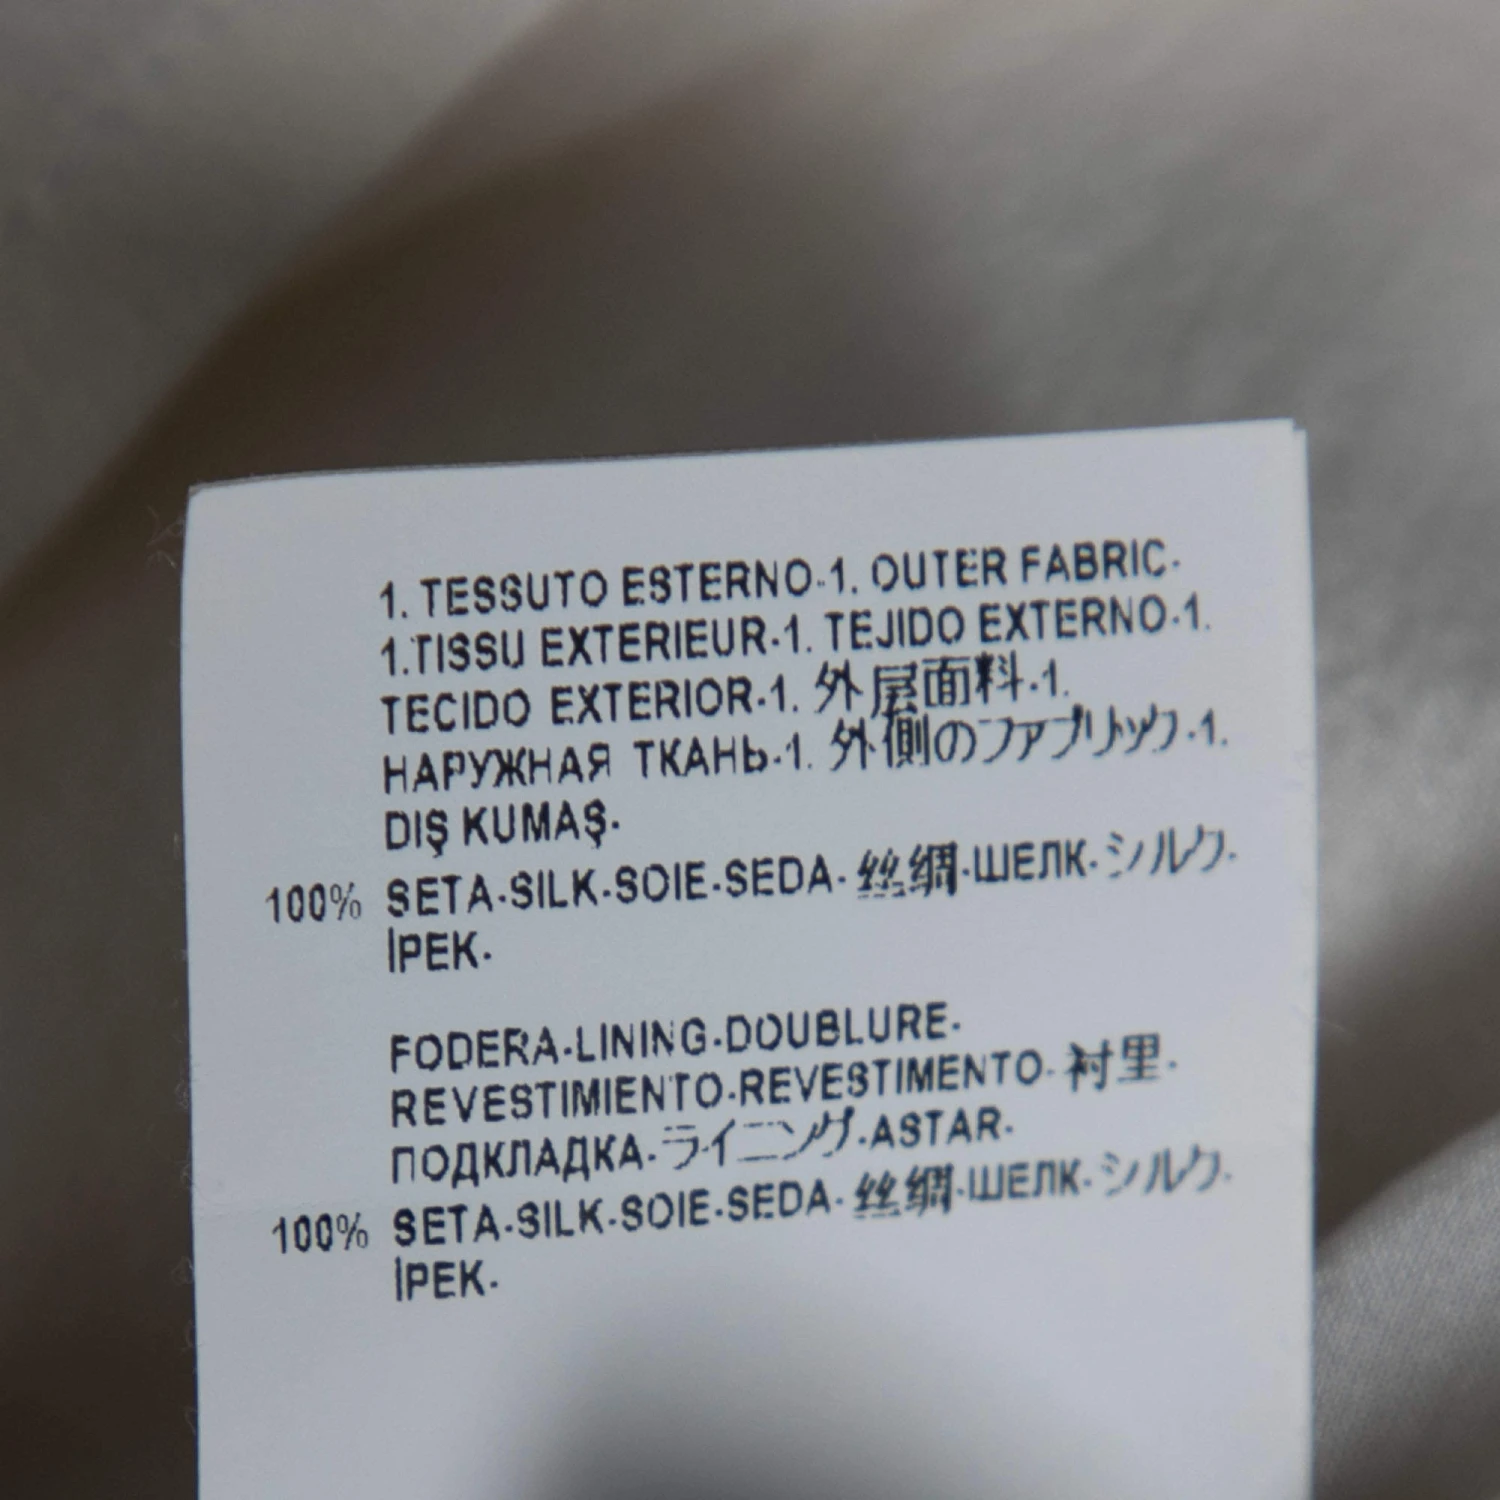 1. TESSUTO ESTERNO-1. OUTER FABRIC-
1.TISSU EXTERIEUR-1. TEJIDO EXTERNO-1.
TECIDO EXTERIOR-1. 外层面料-1.
НАРУЖНАЯ ТКАНЬ-1. 外側のファブリック-1.
DIŞ KUMAŞ-
100% SETA-SILK-SOIE-SEDA-丝绸-ШЕЛК-シルク-
İPEK-
FODERA-LINING-DOUBLURE-
REVESTIMIENTO-REVESTIMENTO-衬里-
ПОДКЛАДКА-ライニング-ASTAR-
100% SETA-SILK-SOIE-SEDA-丝绸-ШЕЛК-シルク-
İPEK-